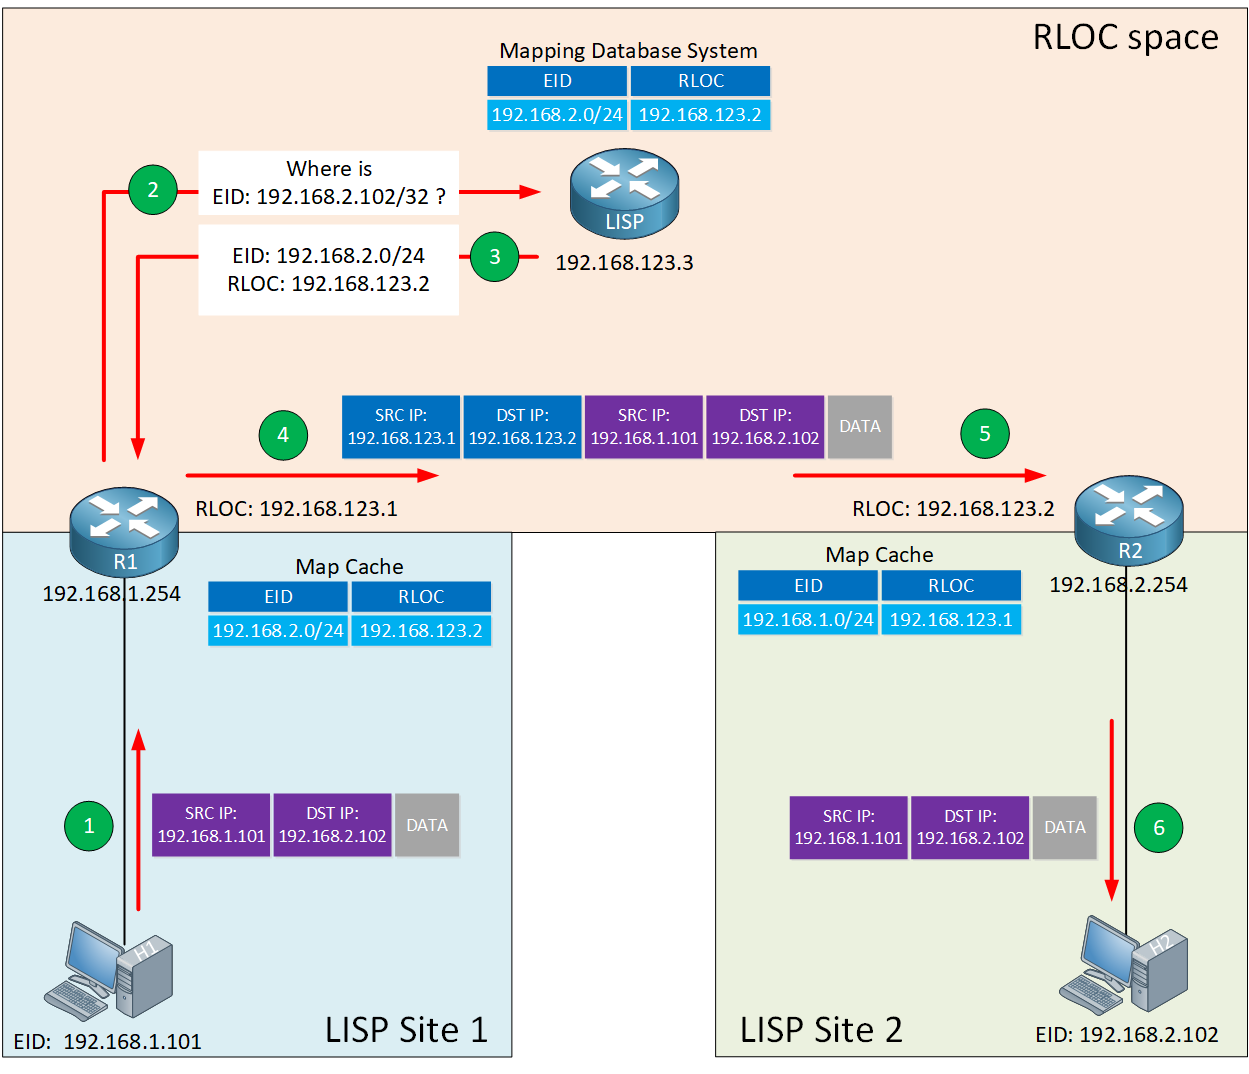 RLOC space
Mapping Database System
EID RLOC
192.168.2.0/24 192.168.123.2
2
Where is
EID: 192.168.2.102/32 ?
LISP
192.168.123.3
3
EID: 192.168.2.0/24
RLOC: 192.168.123.2
4
SRC IP: DST IP: SRC IP: DST IP: DATA
192.168.123.1 192.168.123.2 192.168.1.101 192.168.2.102
5
RLOC: 192.168.123.1
RLOC: 192.168.123.2
R1
192.168.1.254
Map Cache
EID RLOC
192.168.2.0/24 192.168.123.2
R2
192.168.2.254
Map Cache
EID RLOC
192.168.1.0/24 192.168.123.1
1
SRC IP: DST IP: DATA
192.168.1.101 192.168.2.102
SRC IP: DST IP: DATA
192.168.1.101 192.168.2.102
6
H1
EID: 192.168.1.101
LISP Site 1
H2
LISP Site 2
EID: 192.168.2.102